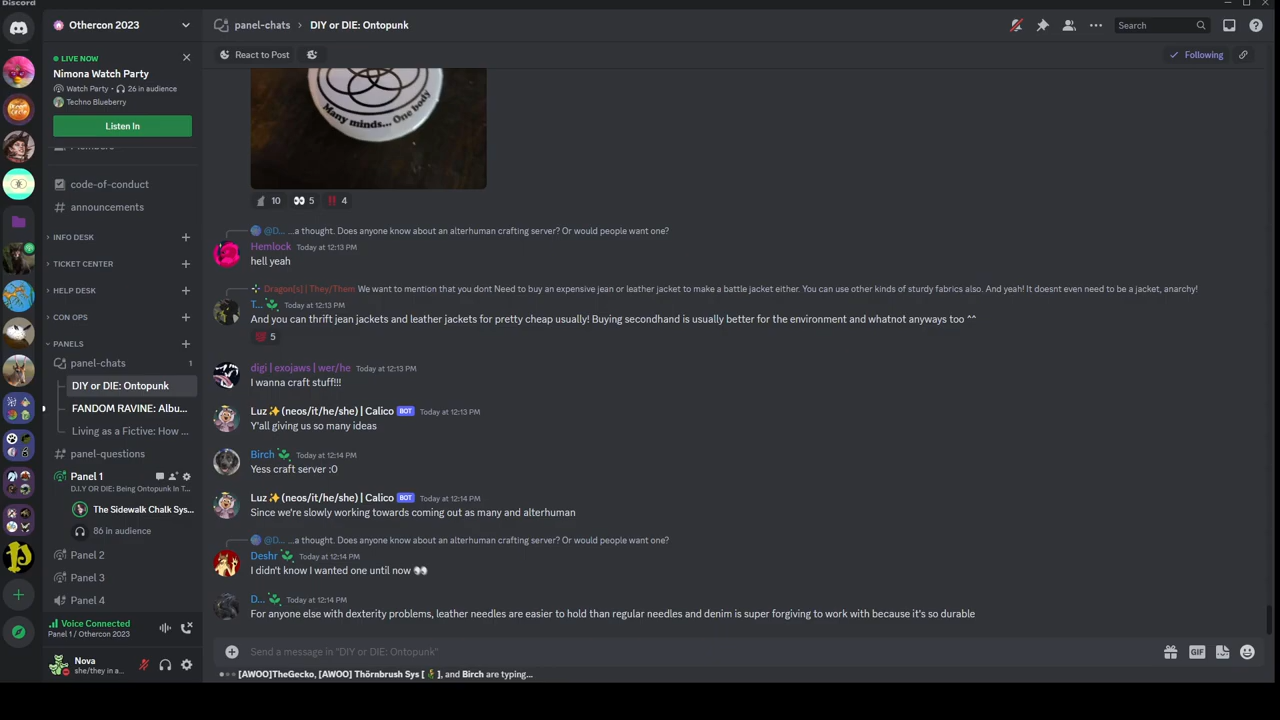 Discord
Othercon 2023
panel-chats
DIY or DIE: Ontopunk
Search
LIVE NOW
Nimona Watch Party
Watch Party • 26 in audience
Techno Blueberry
Listen In
React to Post
Following
Many minds... One body
Members
code-of-conduct
announcements
INFO DESK
TICKET CENTER
HELP DESK
CON OPS
PANELS
panel-chats 1
DIY or DIE: Ontopunk
FANDOM RAVINE: Albu...
Living as a Fictive: How ...
panel-questions
Panel 1
D.I.Y OR DIE: Being Ontopunk In T...
The Sidewalk Chalk Sys...
86 in audience
Panel 2
Panel 3
Panel 4
Voice Connected
Panel 1 / Othercon 2023
Nova
she/they in a...
10 5 4
@D... ...a thought. Does anyone know about an alterhuman crafting server? Or would people want one?
Hemlock Today at 12:13 PM
hell yeah
Dragon[s] | They/Them We want to mention that you dont Need to buy an expensive jean or leather jacket to make a battle jacket either. You can use other kinds of sturdy fabrics also. And yeah! It doesnt even need to be a jacket, anarchy!
T... Today at 12:13 PM
And you can thrift jean jackets and leather jackets for pretty cheap usually! Buying secondhand is usually better for the environment and whatnot anyways too ^^
5
digi | exojaws | wer/he Today at 12:13 PM
I wanna craft stuff!!!
Luz✨(neos/it/he/she) | Calico BOT Today at 12:13 PM
Y'all giving us so many ideas
Birch Today at 12:14 PM
Yess craft server :0
Luz✨(neos/it/he/she) | Calico BOT Today at 12:14 PM
Since we're slowly working towards coming out as many and alterhuman
@D... ...a thought. Does anyone know about an alterhuman crafting server? Or would people want one?
Deshr Today at 12:14 PM
I didn't know I wanted one until now 👀
D... Today at 12:14 PM
For anyone else with dexterity problems, leather needles are easier to hold than regular needles and denim is super forgiving to work with because it's so durable
Send a message in "DIY or DIE: Ontopunk"
GIF
[AWOO]TheGecko, [AWOO] Thörnbrush Sys [ ], and Birch are typing...